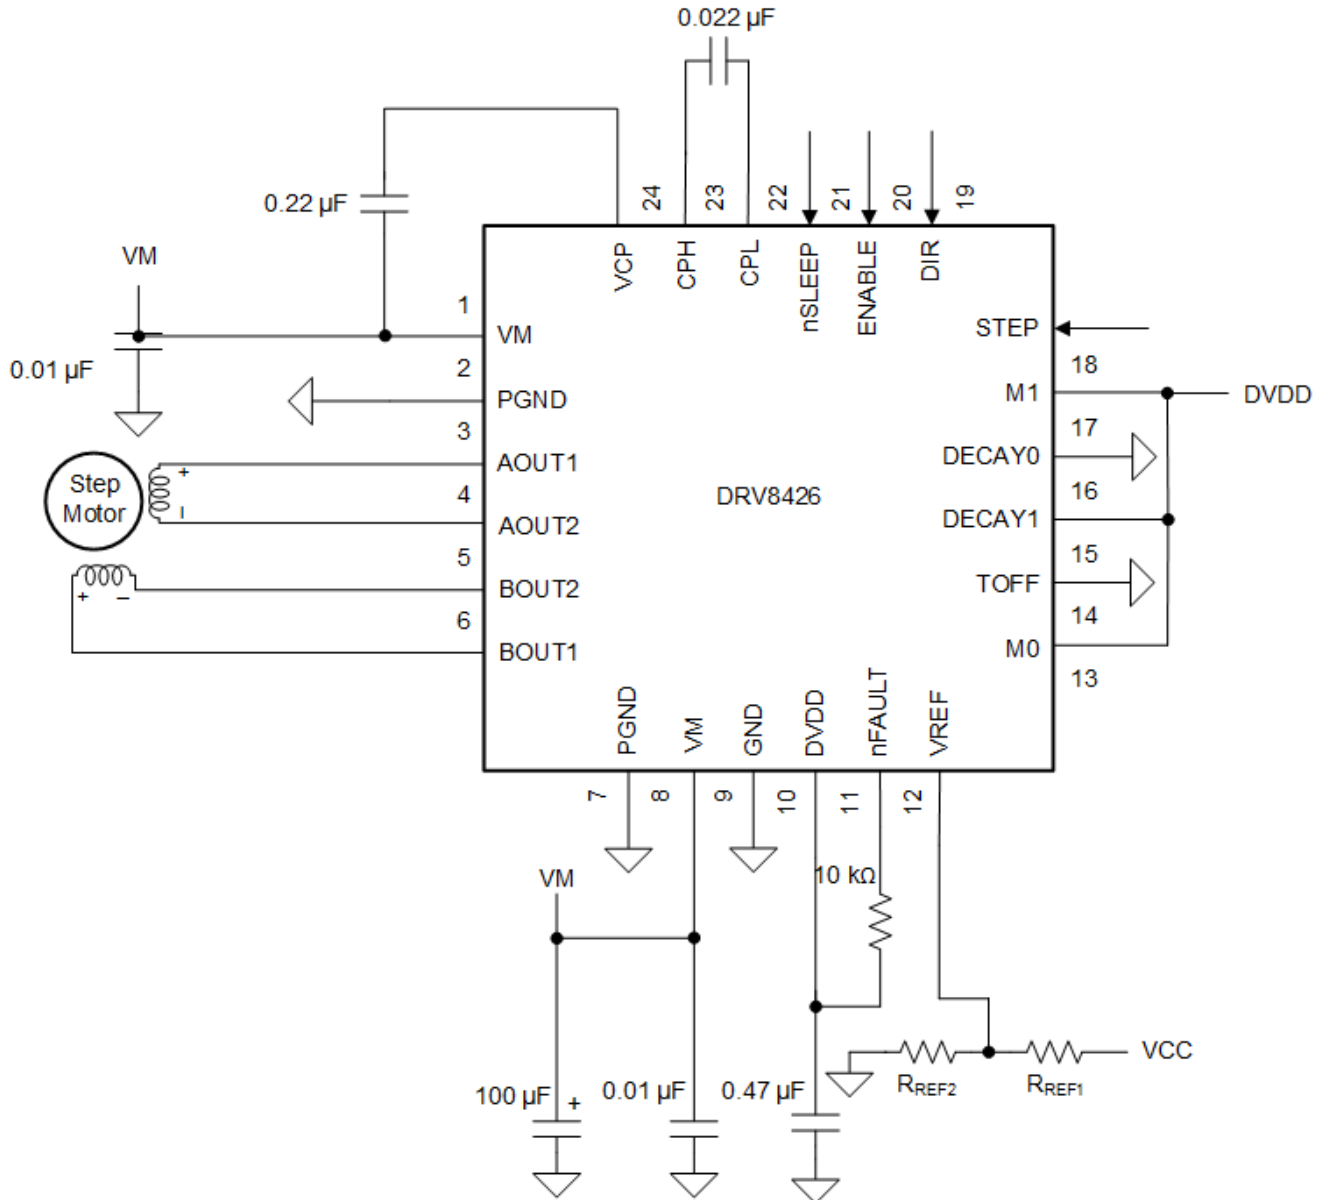 0.022 µF
0.22 µF
24
23
22
21
20
19
VCP
CPH
CPL
nSLEEP
ENABLE
DIR
VM
0.01 µF
1
VM
2
PGND
3
AOUT1
4
AOUT2
5
BOUT2
6
BOUT1
Step
Motor
+
–
+
–
DRV8426
STEP
18
M1
DVDD
17
DECAY0
16
DECAY1
15
TOFF
14
M0
13
PGND
VM
GND
DVDD
nFAULT
VREF
7
8
9
10
11
12
VM
10 kΩ
100 µF
+
0.01 µF
0.47 µF
RREF2
RREF1
VCC